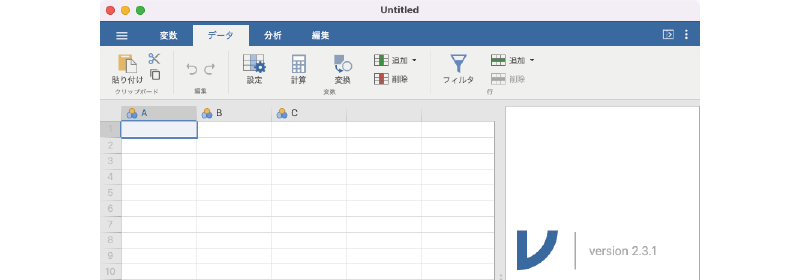 Untitled
変数 データ 分析 編集
貼り付け 設定 計算 変換 追加 削除 フィルタ 追加 削除
クリップボード 編集 変数 行
A B C
1
2
3
4
5
6
7
8
9
10
version 2.3.1